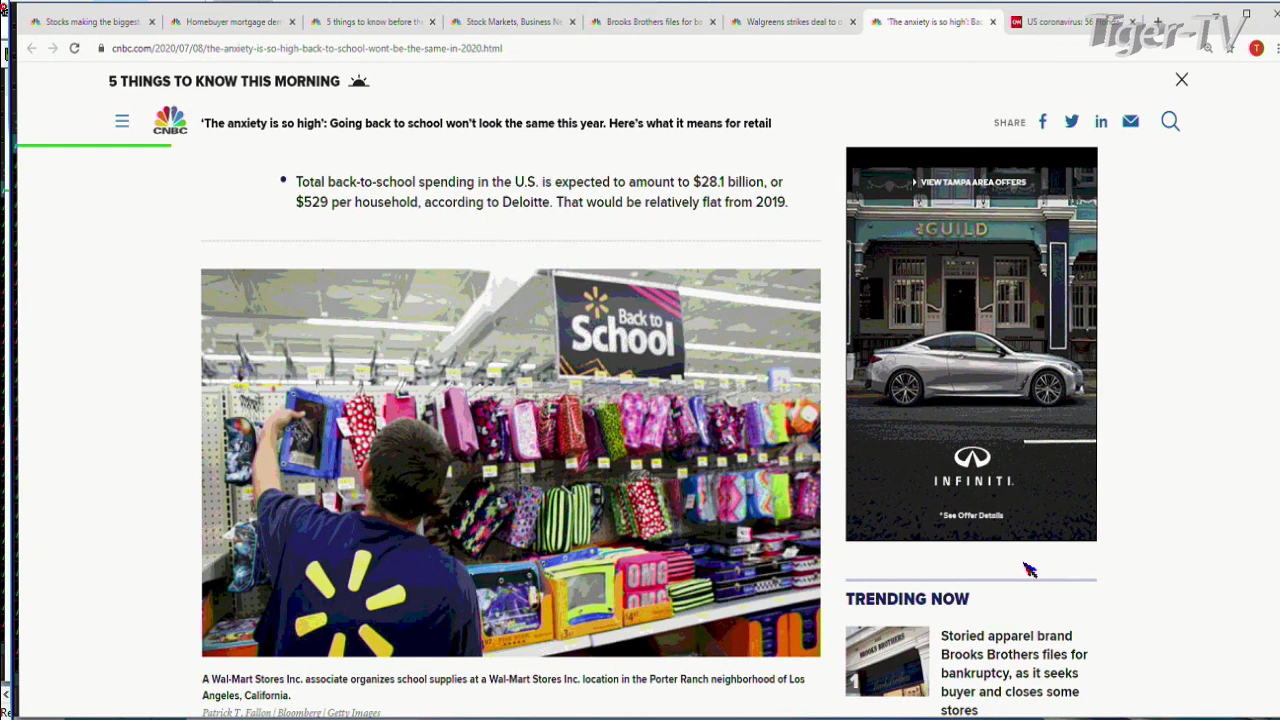 Stocks making the biggest
Homebuyer mortgage de
5 things to know before the
Stock Markets, Business Ne
Brooks Brothers files for b
Walgreens strikes deal to
'The anxiety is so high': Ba
US coronavirus: 56
Tiger-TV
cnbc.com/2020/07/08/the-anxiety-is-so-high-back-to-school-wont-be-the-same-in-2020.html
T
5 THINGS TO KNOW THIS MORNING
CNBC
'The anxiety is so high': Going back to school won't look the same this year. Here's what it means for retail
SHARE
Total back-to-school spending in the U.S. is expected to amount to $28.1 billion, or
$529 per household, according to Deloitte. That would be relatively flat from 2019.
VIEW TAMPA AREA OFFERS
GUILD
Back to
School
OMG
OMG
INFINITI.
*See Offer Details
TRENDING NOW
BROOKS BROTHERS
Storied apparel brand
Brooks Brothers files for
bankruptcy, as it seeks
buyer and closes some
stores
A Wal-Mart Stores Inc. associate organizes school supplies at a Wal-Mart Stores Inc. location in the Porter Ranch neighborhood of Los
Angeles, California.
Patrick T. Fallon | Bloomberg | Getty Images